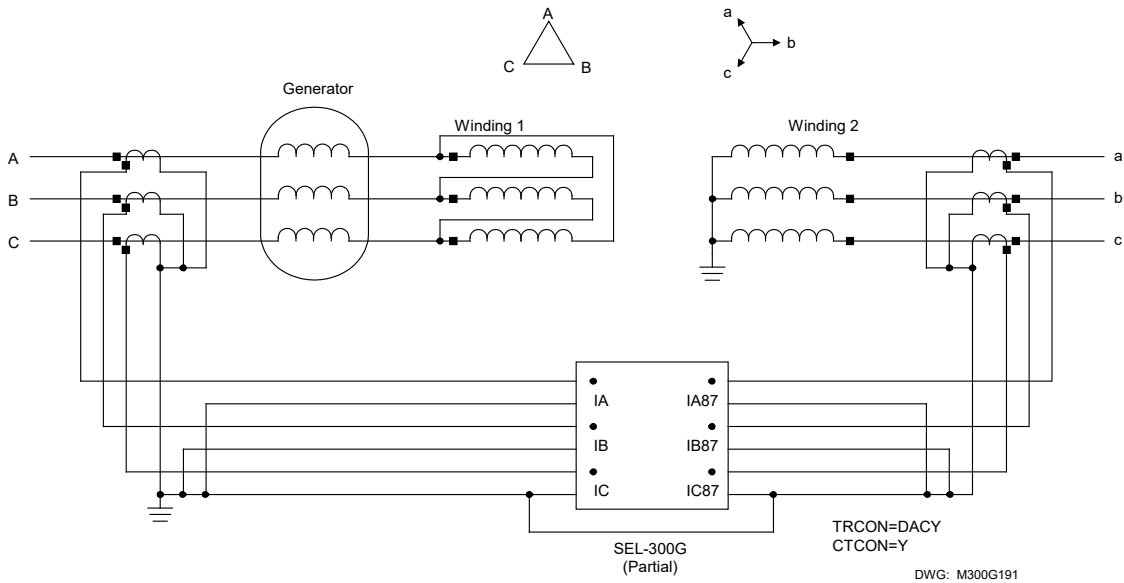 A
C
B
a
b
c
Generator
Winding 1
Winding 2
A
B
C
a
b
c
IA
IA87
IB
IB87
IC
IC87
SEL-300G
(Partial)
TRCON=DACY
CTCON=Y
DWG: M300G191